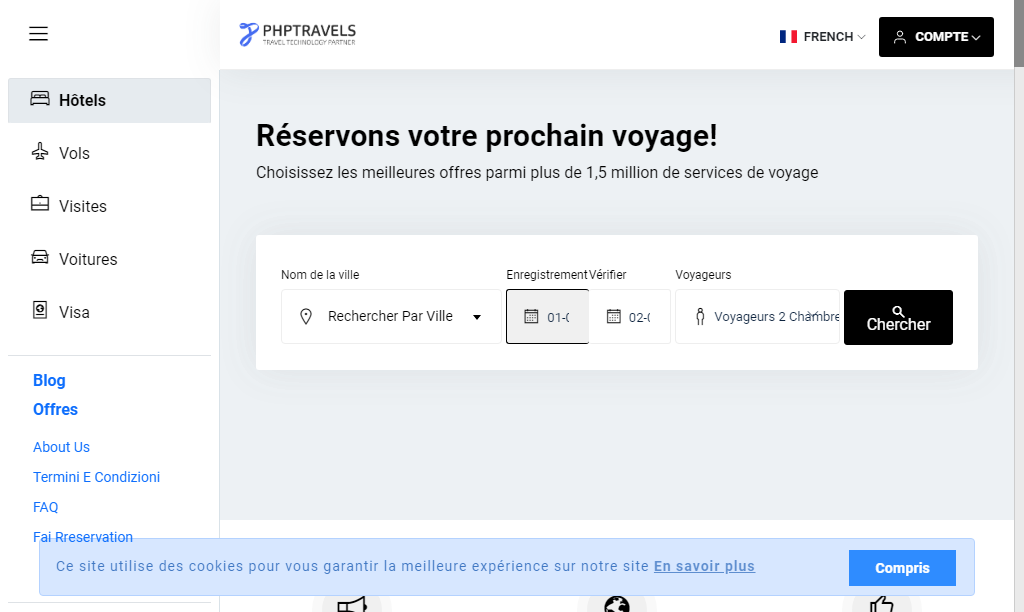 PHPTRAVELS
TRAVEL TECHNOLOGY PARTNER
FRENCH
COMPTE
Hôtels
Vols
Visites
Voitures
Visa
Blog
Offres
About Us
Termini E Condizioni
FAQ
Fai Rreservation
Réservons votre prochain voyage!
Choisissez les meilleures offres parmi plus de 1,5 million de services de voyage
Nom de la ville
Enregistrement
Vérifier
Voyageurs
Rechercher Par Ville
01-0
02-0
Voyageurs 2 Chambre
Chercher
Ce site utilise des cookies pour vous garantir la meilleure expérience sur notre site En savoir plus
Compris